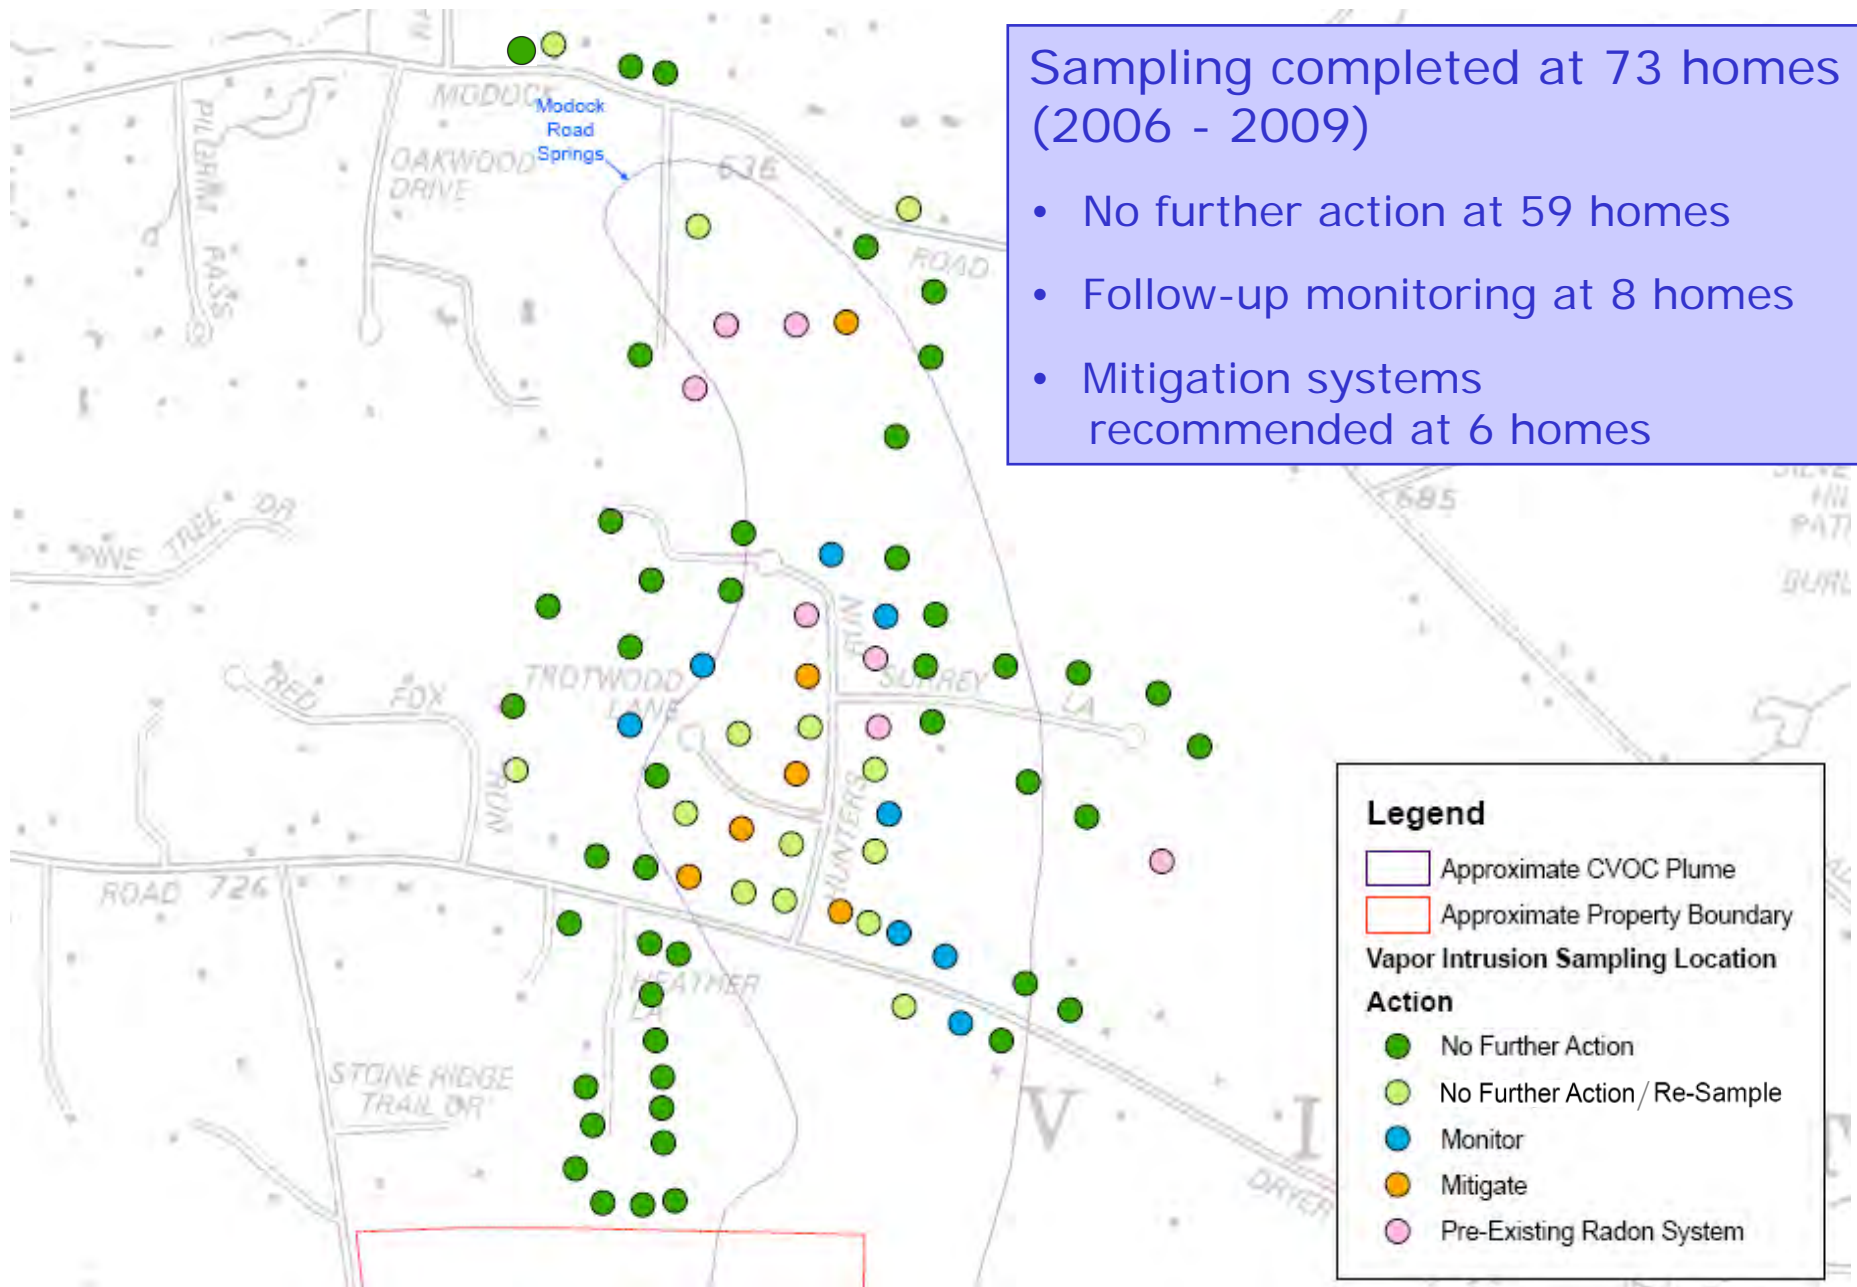 Sampling completed at 73 homes
(2006 - 2009)
• No further action at 59 homes
• Follow-up monitoring at 8 homes
• Mitigation systems
recommended at 6 homes
MODOCK
Modock
Road
Springs
PILGRIM PASS
OAKWOOD
DRIVE
636
ROAD
685
PINE TREE DR
RED FOX
RUN
TROTWOOD
LANE
RUN
SURREY
LA
HUNTERS
ROAD 726
HEATHER
LA
STONE RIDGE
TRAIL DR
V I
DRYER
Legend
Approximate CVOC Plume
Approximate Property Boundary
Vapor Intrusion Sampling Location
Action
No Further Action
No Further Action / Re-Sample
Monitor
Mitigate
Pre-Existing Radon System